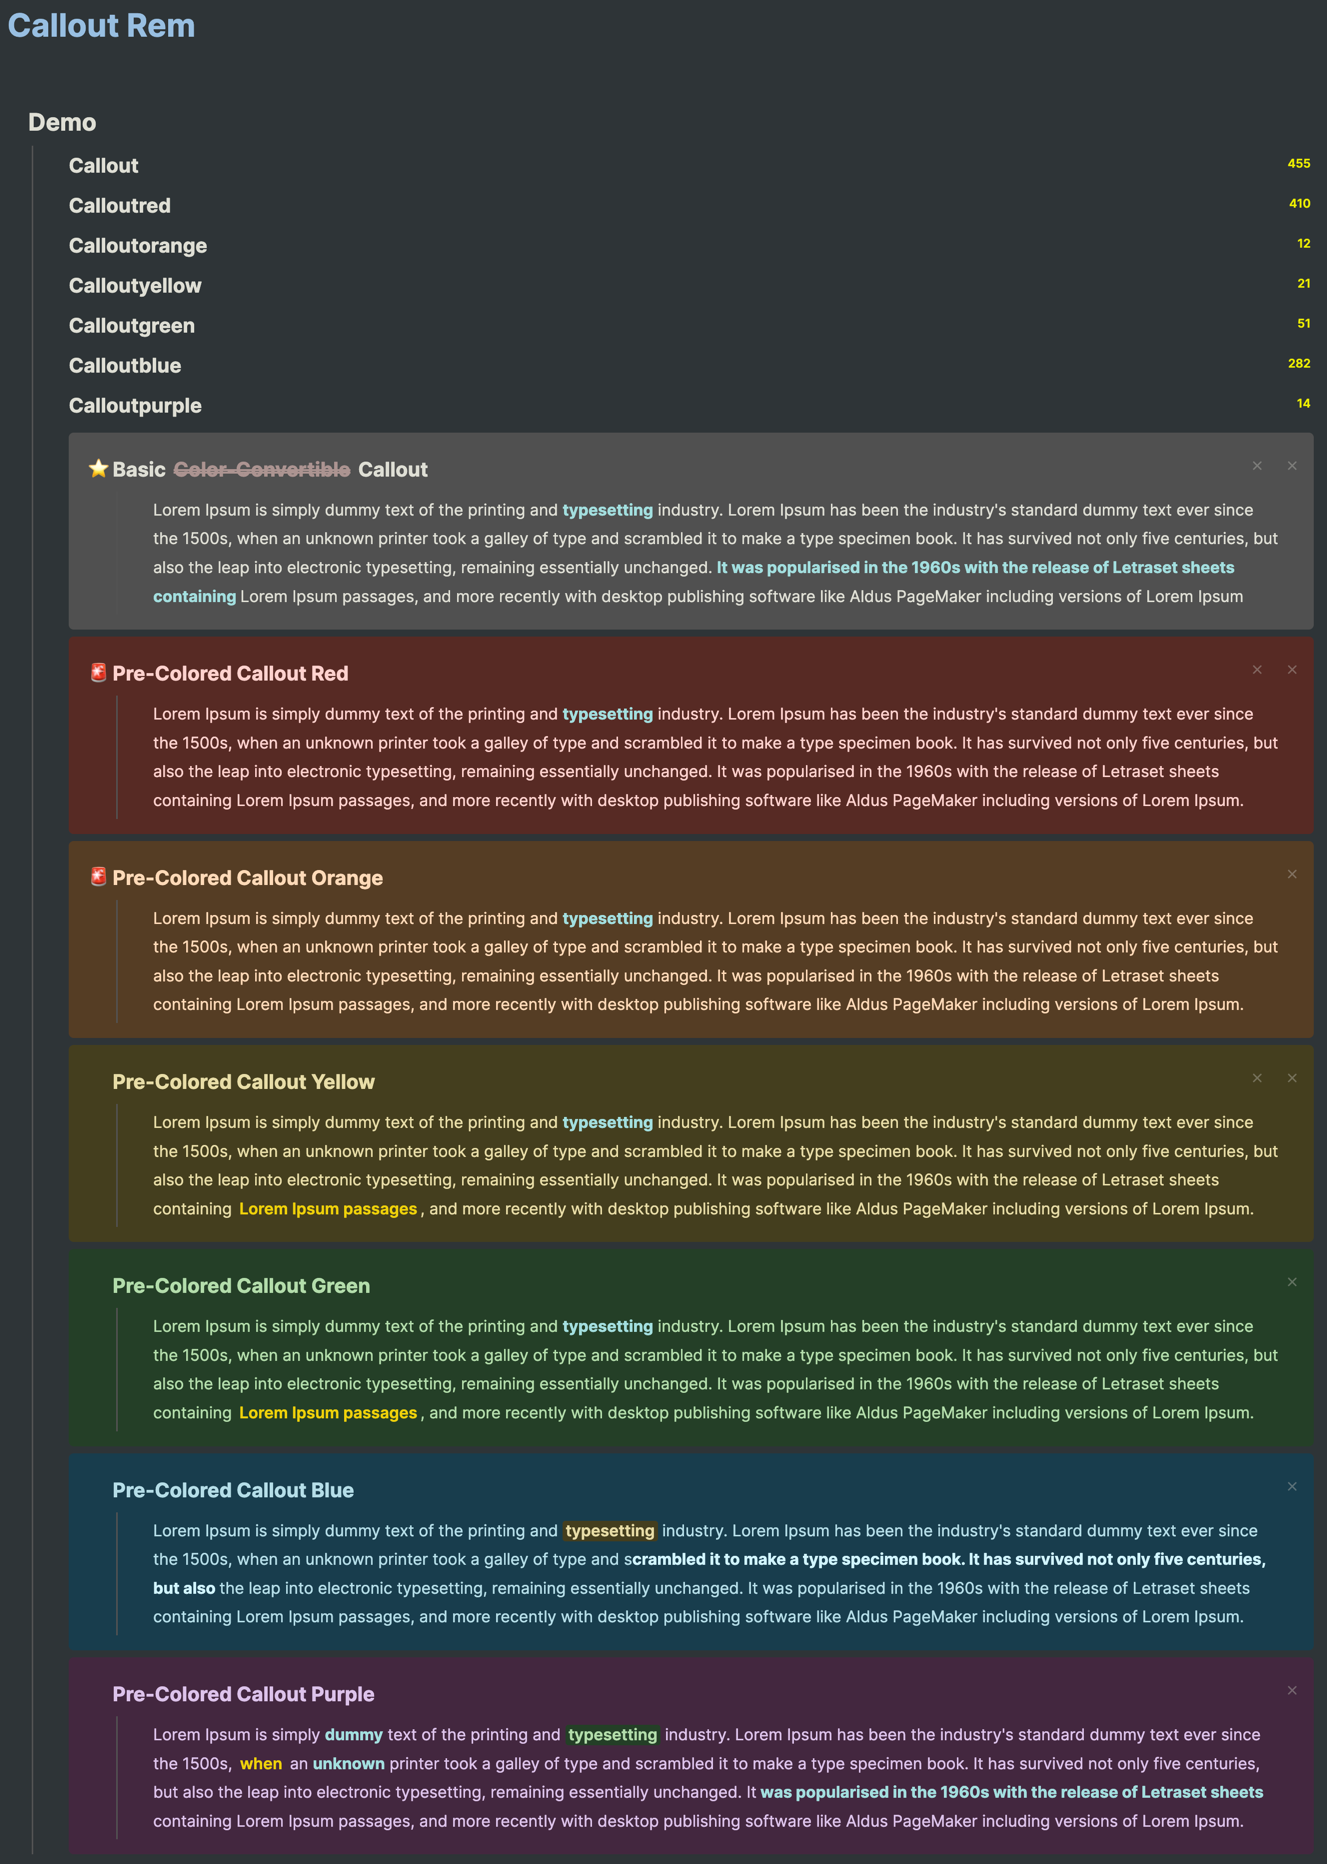 Callout Rem
Demo
Callout 455
Calloutred 410
Calloutorange 12
Calloutyellow 21
Calloutgreen 51
Calloutblue 282
Calloutpurple 14
⭐ Basic Color-Convertible Callout × ×
Lorem Ipsum is simply dummy text of the printing and typesetting industry. Lorem Ipsum has been the industry's standard dummy text ever since
the 1500s, when an unknown printer took a galley of type and scrambled it to make a type specimen book. It has survived not only five centuries, but
also the leap into electronic typesetting, remaining essentially unchanged. It was popularised in the 1960s with the release of Letraset sheets
containing Lorem Ipsum passages, and more recently with desktop publishing software like Aldus PageMaker including versions of Lorem Ipsum
🚨 Pre-Colored Callout Red × ×
Lorem Ipsum is simply dummy text of the printing and typesetting industry. Lorem Ipsum has been the industry's standard dummy text ever since
the 1500s, when an unknown printer took a galley of type and scrambled it to make a type specimen book. It has survived not only five centuries, but
also the leap into electronic typesetting, remaining essentially unchanged. It was popularised in the 1960s with the release of Letraset sheets
containing Lorem Ipsum passages, and more recently with desktop publishing software like Aldus PageMaker including versions of Lorem Ipsum.
🚨 Pre-Colored Callout Orange ×
Lorem Ipsum is simply dummy text of the printing and typesetting industry. Lorem Ipsum has been the industry's standard dummy text ever since
the 1500s, when an unknown printer took a galley of type and scrambled it to make a type specimen book. It has survived not only five centuries, but
also the leap into electronic typesetting, remaining essentially unchanged. It was popularised in the 1960s with the release of Letraset sheets
containing Lorem Ipsum passages, and more recently with desktop publishing software like Aldus PageMaker including versions of Lorem Ipsum.
Pre-Colored Callout Yellow × ×
Lorem Ipsum is simply dummy text of the printing and typesetting industry. Lorem Ipsum has been the industry's standard dummy text ever since
the 1500s, when an unknown printer took a galley of type and scrambled it to make a type specimen book. It has survived not only five centuries, but
also the leap into electronic typesetting, remaining essentially unchanged. It was popularised in the 1960s with the release of Letraset sheets
containing Lorem Ipsum passages, and more recently with desktop publishing software like Aldus PageMaker including versions of Lorem Ipsum.
Pre-Colored Callout Green ×
Lorem Ipsum is simply dummy text of the printing and typesetting industry. Lorem Ipsum has been the industry's standard dummy text ever since
the 1500s, when an unknown printer took a galley of type and scrambled it to make a type specimen book. It has survived not only five centuries, but
also the leap into electronic typesetting, remaining essentially unchanged. It was popularised in the 1960s with the release of Letraset sheets
containing Lorem Ipsum passages, and more recently with desktop publishing software like Aldus PageMaker including versions of Lorem Ipsum.
Pre-Colored Callout Blue ×
Lorem Ipsum is simply dummy text of the printing and typesetting industry. Lorem Ipsum has been the industry's standard dummy text ever since
the 1500s, when an unknown printer took a galley of type and scrambled it to make a type specimen book. It has survived not only five centuries,
but also the leap into electronic typesetting, remaining essentially unchanged. It was popularised in the 1960s with the release of Letraset sheets
containing Lorem Ipsum passages, and more recently with desktop publishing software like Aldus PageMaker including versions of Lorem Ipsum.
Pre-Colored Callout Purple ×
Lorem Ipsum is simply dummy text of the printing and typesetting industry. Lorem Ipsum has been the industry's standard dummy text ever since
the 1500s, when an unknown printer took a galley of type and scrambled it to make a type specimen book. It has survived not only five centuries,
but also the leap into electronic typesetting, remaining essentially unchanged. It was popularised in the 1960s with the release of Letraset sheets
containing Lorem Ipsum passages, and more recently with desktop publishing software like Aldus PageMaker including versions of Lorem Ipsum.